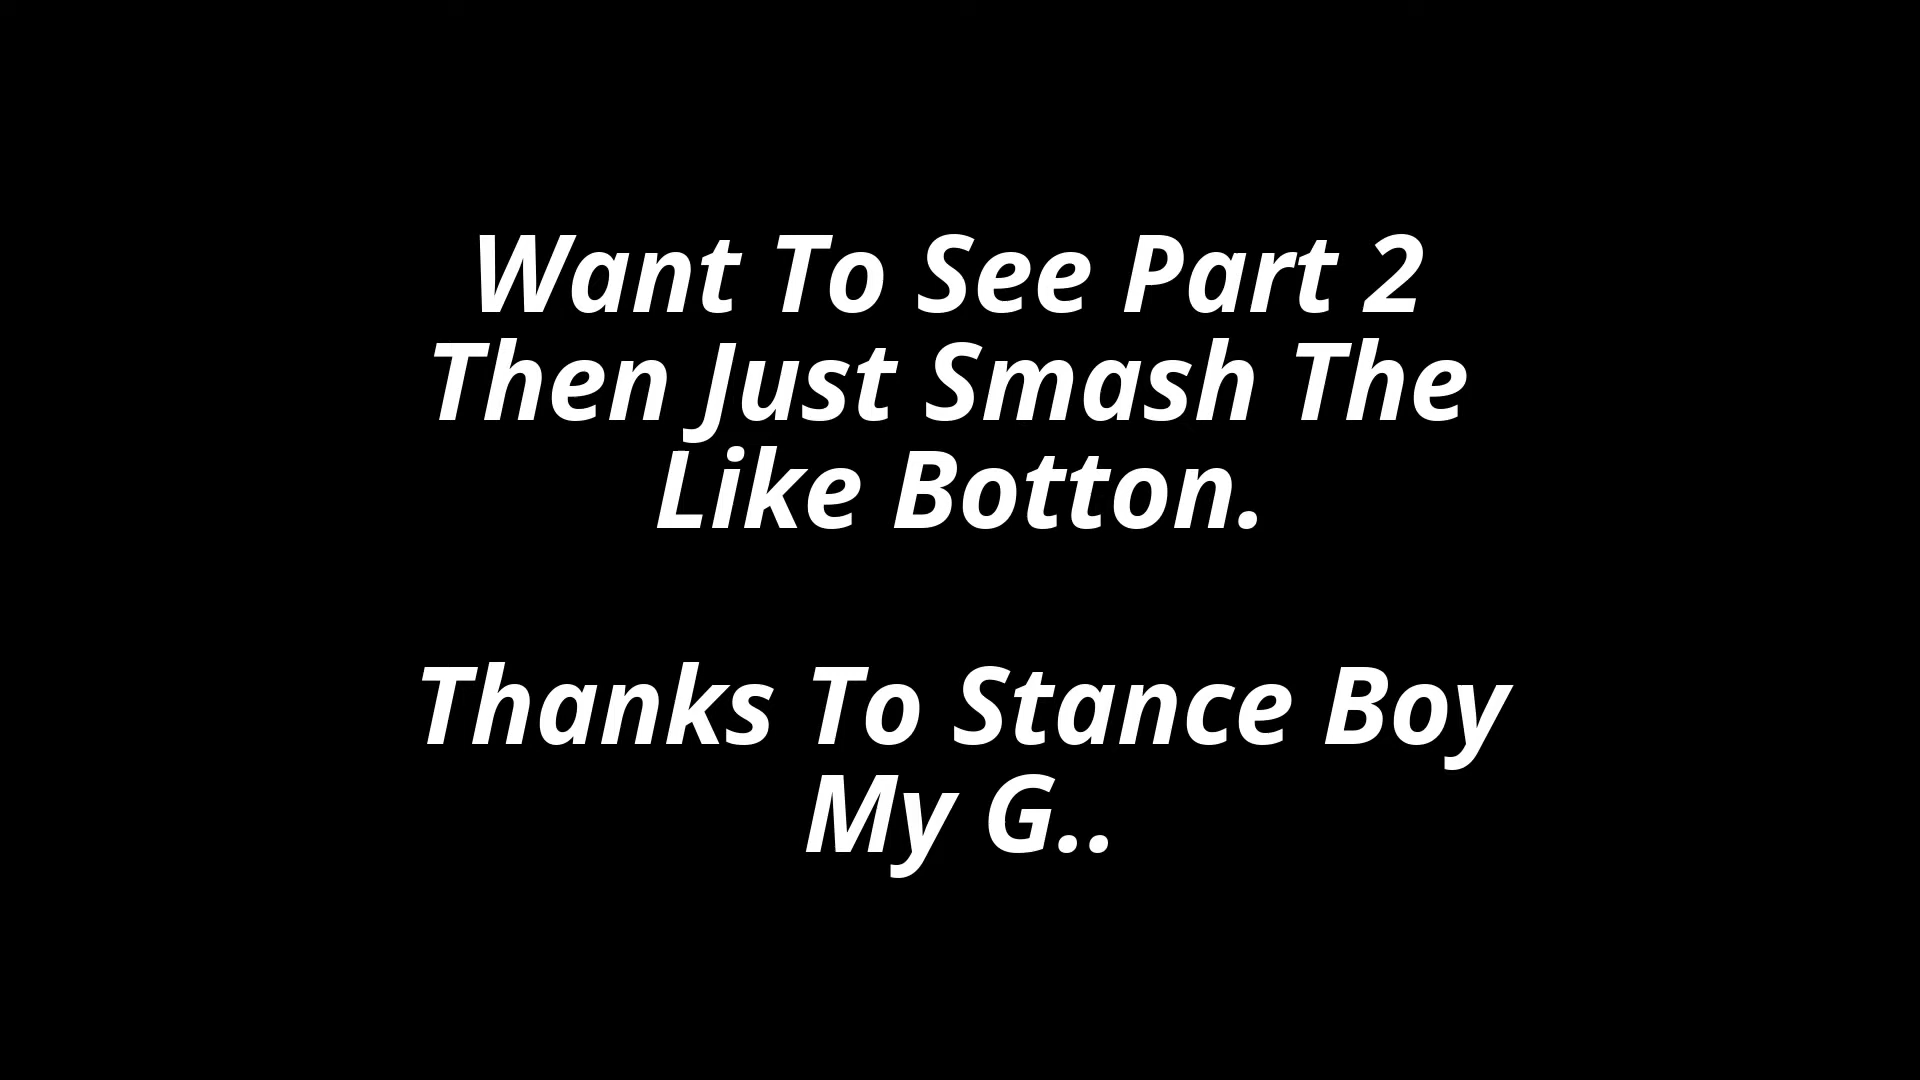 Want To See Part 2
Then Just Smash The
Like Botton.
Thanks To Stance Boy
My G..